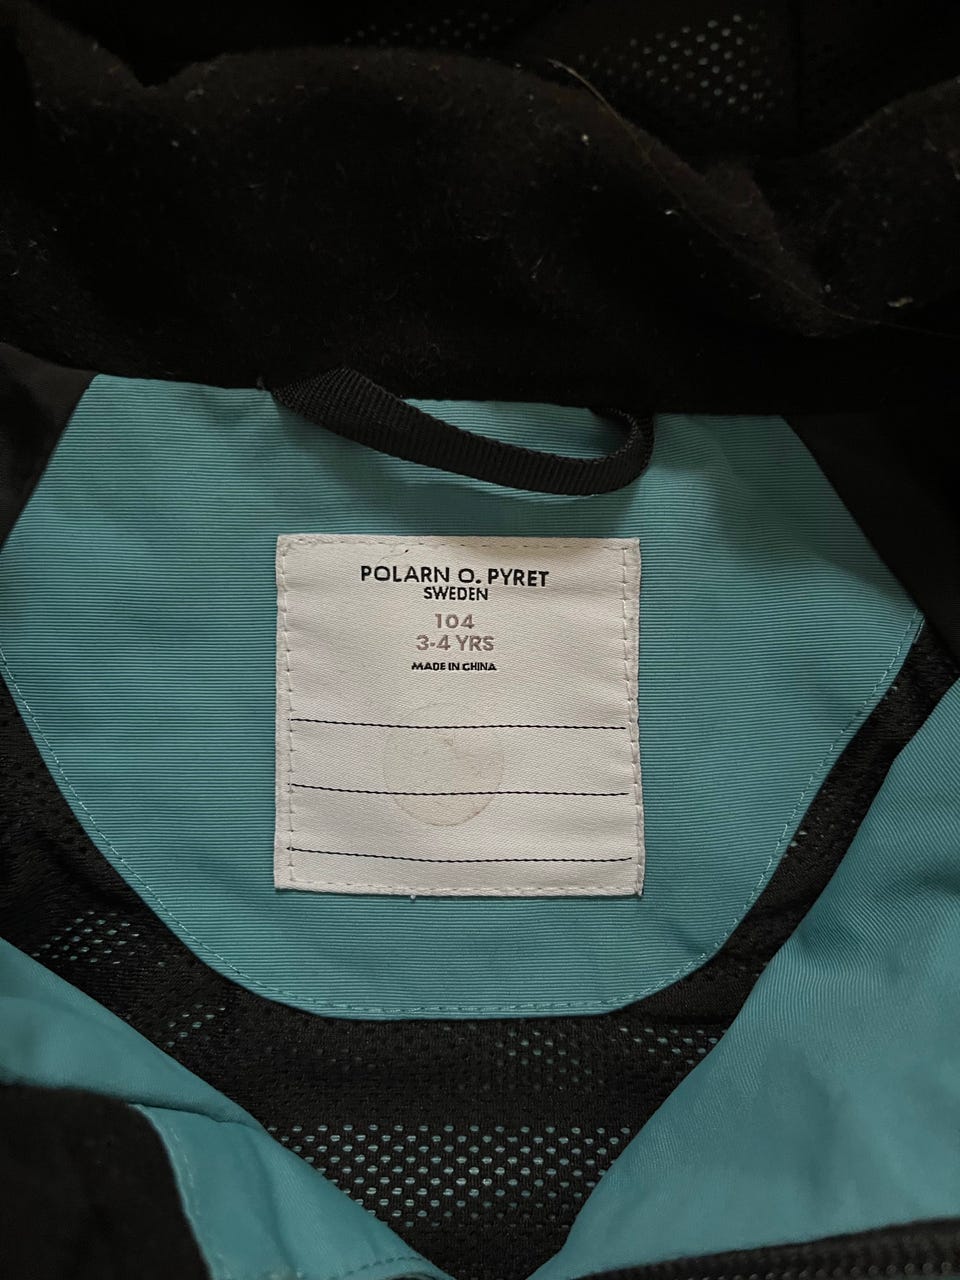 POLARN O. PYRET
SWEDEN
104
3-4 YRS
MADE IN CHINA